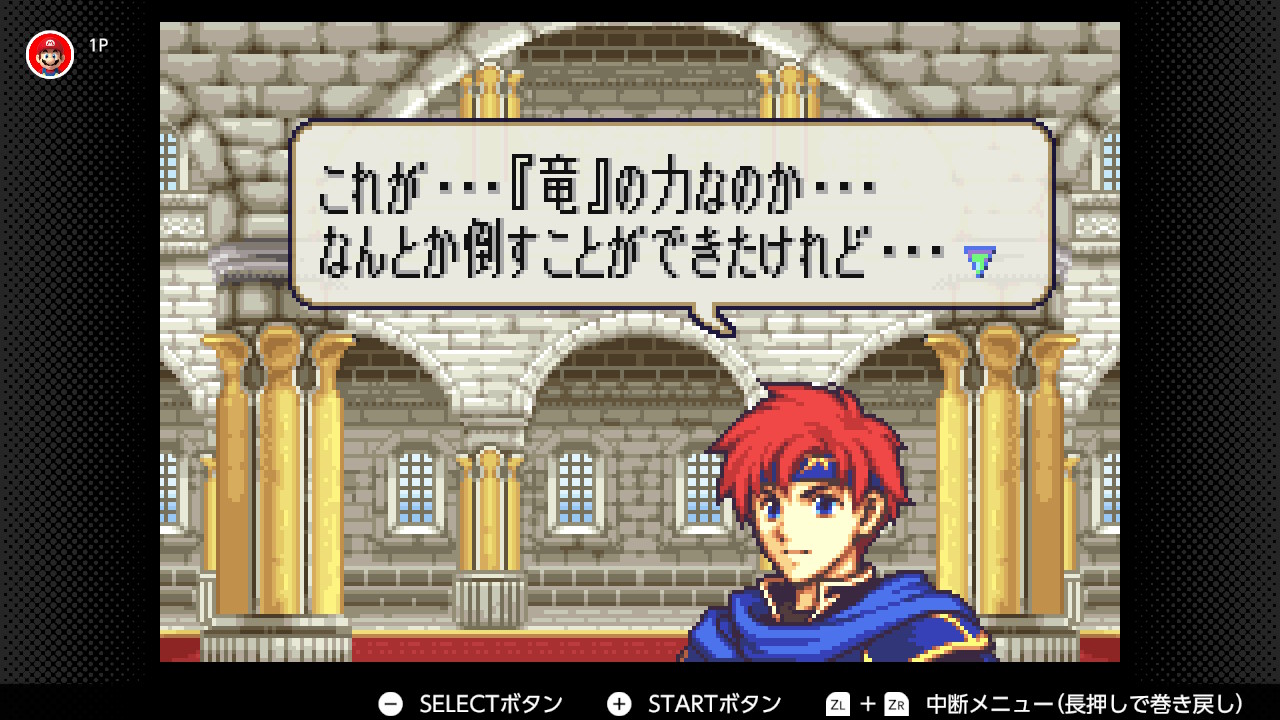 1P
これが・・・『竜』の力なのか・・・
なんとか倒すことができたけれど・・・
SELECTボタン
STARTボタン
ZL + ZR 中断メニュー(長押しで巻き戻し)